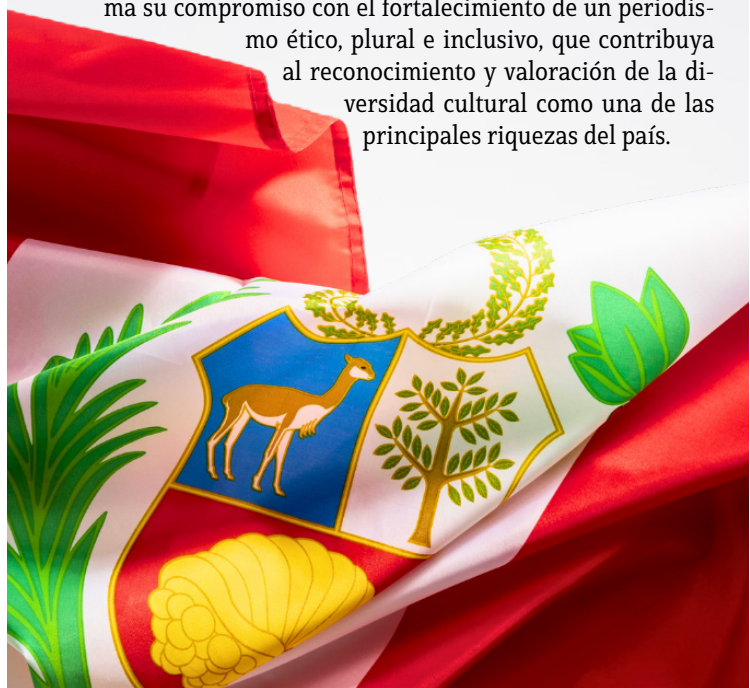 ma su compromiso con el fortalecimiento de un periodis-
mo ético, plural e inclusivo, que contribuya
al reconocimiento y valoración de la di-
versidad cultural como una de las
principales riquezas del país.